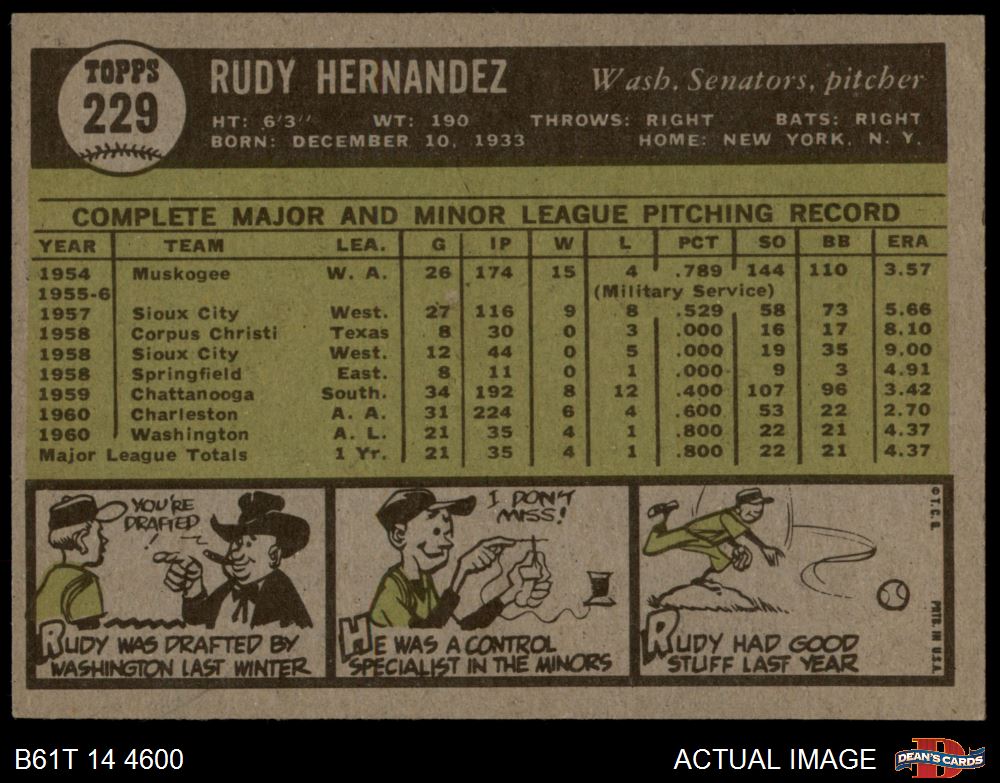 TOPPS
229
RUDY HERNANDEZ
Wash. Senators, pitcher
HT: 6'3" WT: 190 THROWS: RIGHT BATS: RIGHT
BORN: DECEMBER 10, 1933 HOME: NEW YORK, N. Y.
COMPLETE MAJOR AND MINOR LEAGUE PITCHING RECORD
YEAR TEAM LEA. G IP W L PCT SO BB ERA
1954 Muskogee W. A. 26 174 15 4 .789 144 110 3.57
1955-6 (Military Service)
1957 Sioux City West. 27 116 9 8 .529 58 73 5.66
1958 Corpus Christi Texas 8 30 0 3 .000 16 17 8.10
1958 Sioux City West. 12 44 0 5 .000 19 35 9.00
1958 Springfield East. 8 11 0 1 .000 9 3 4.91
1959 Chattanooga South. 34 192 8 12 .400 107 96 3.42
1960 Charleston A. A. 31 224 6 4 .600 53 22 2.70
1960 Washington A. L. 21 35 4 1 .800 22 21 4.37
Major League Totals 1 Yr. 21 35 4 1 .800 22 21 4.37
YOU'RE
DRAFTED
!
RUDY WAS DRAFTED BY
WASHINGTON LAST WINTER
I DON'T
MISS!
HE WAS A CONTROL
SPECIALIST IN THE MINORS
RUDY HAD GOOD
STUFF LAST YEAR
© T. C. G.
PRTD. IN U.S.A.
B61T 14 4600
ACTUAL IMAGE
D
DEAN'S CARDS